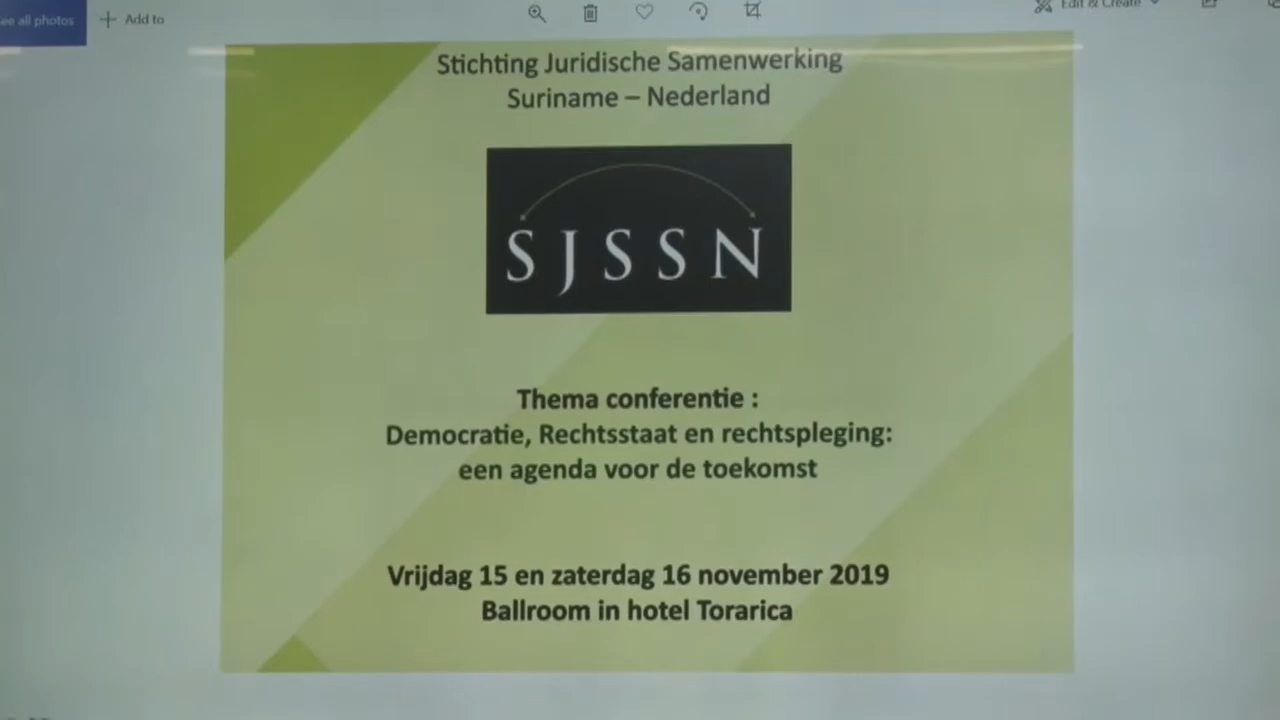 ee all photos
Add to
Edit & Create
Stichting Juridische Samenwerking
Suriname – Nederland
SJSSN
Thema conferentie :
Democratie, Rechtsstaat en rechtspleging:
een agenda voor de toekomst
Vrijdag 15 en zaterdag 16 november 2019
Ballroom in hotel Torarica